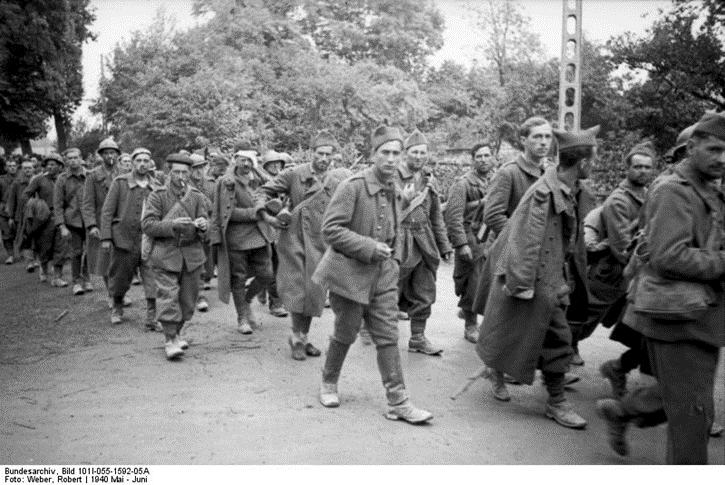 Bundesarchiv, Bild 101I-055-1592-05A
Foto: Weber, Robert | 1940 Mai - Juni